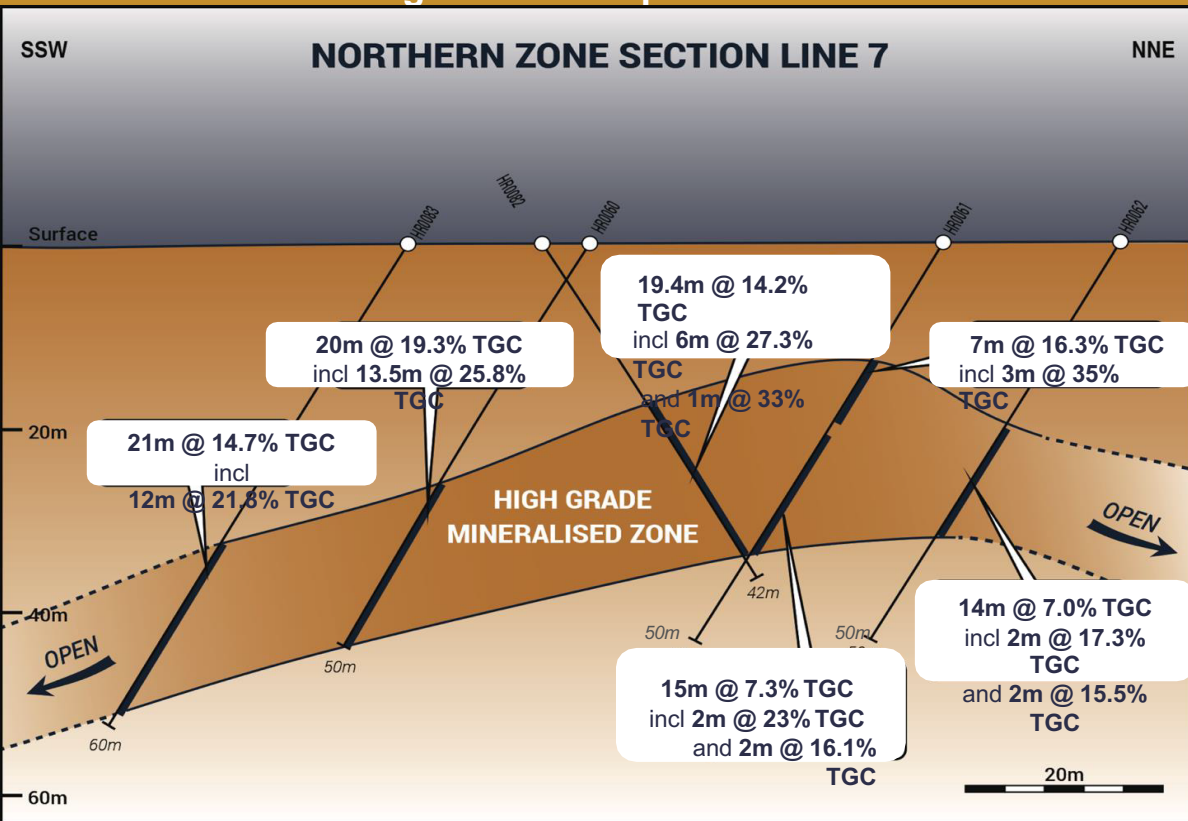 SSW
NORTHERN ZONE SECTION LINE 7
NNE
HR0083
HR0082
HR0060
HR0061
HR0062
Surface
19.4m @ 14.2%
TGC
incl 6m @ 27.3%
TGC
and 1m @ 33%
TGC
20m @ 19.3% TGC
incl 13.5m @ 25.8%
TGC
7m @ 16.3% TGC
incl 3m @ 35%
TGC
20m
21m @ 14.7% TGC
incl
12m @ 21.8% TGC
HIGH GRADE
MINERALISED ZONE
OPEN
40m
42m
OPEN
50m
50m
50m
60m
14m @ 7.0% TGC
incl 2m @ 17.3%
TGC
and 2m @ 15.5%
TGC
15m @ 7.3% TGC
incl 2m @ 23% TGC
and 2m @ 16.1%
TGC
20m
60m